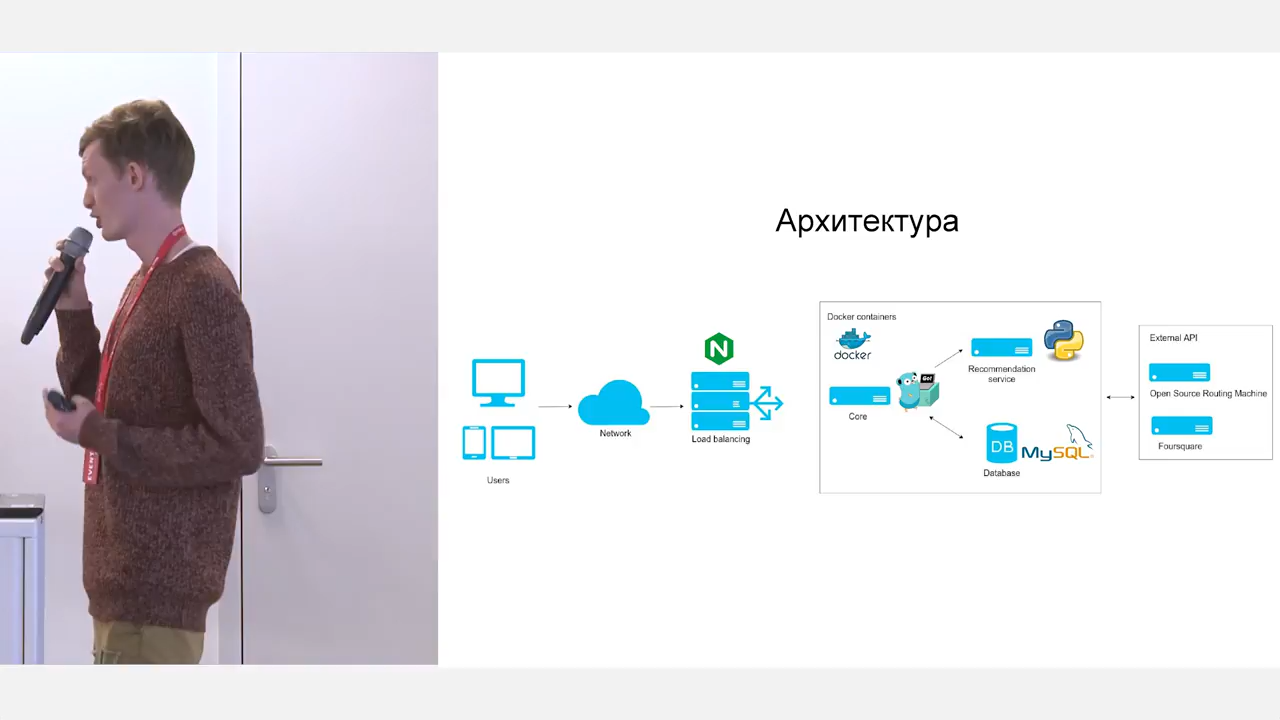 Архитектура
Docker containers
docker
Go!
Recommendation
service
Core
DB
MySQL
Database
N
Load balancing
Network
Users
External API
Open Source Routing Machine
Foursquare
EVENT